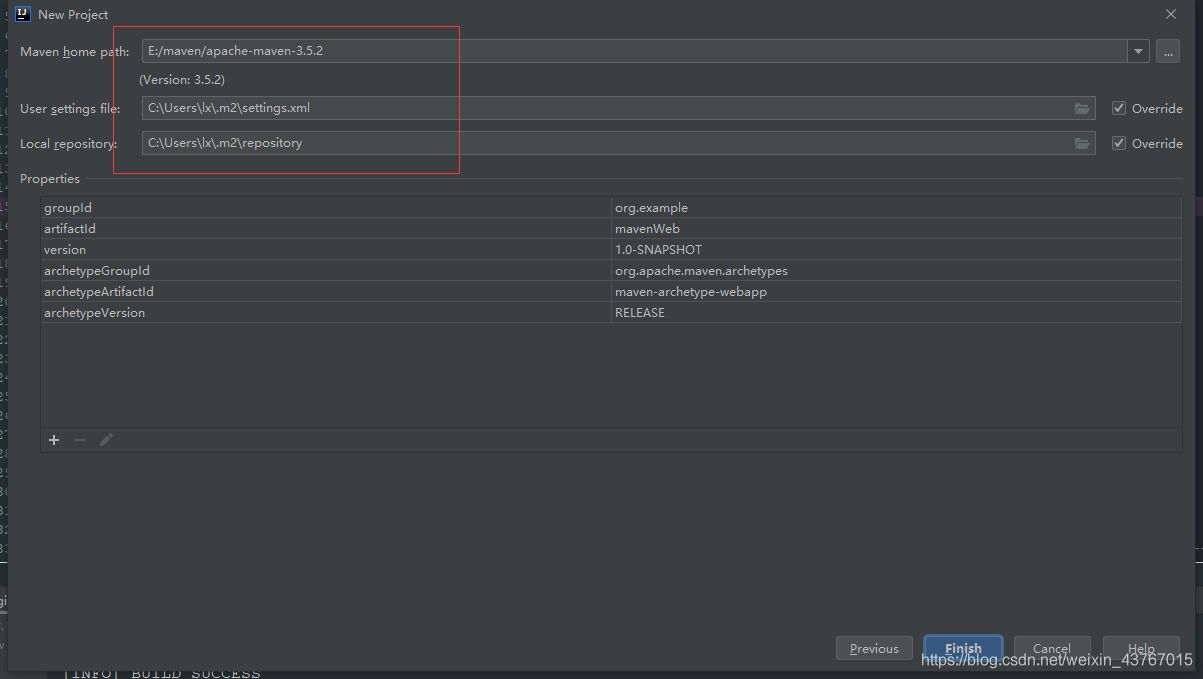 New Project
Maven home path: E:/maven/apache-maven-3.5.2 ...
(Version: 3.5.2)
User settings file: C:\Users\lx\.m2\settings.xml Override
Local repository: C:\Users\lx\.m2\repository Override
Properties
groupId org.example
artifactId mavenWeb
version 1.0-SNAPSHOT
archetypeGroupId org.apache.maven.archetypes
archetypeArtifactId maven-archetype-webapp
archetypeVersion RELEASE
Previous Finish Cancel Help
https://blog.csdn.net/weixin_43767015
[INFO] BUILD SUCCESS